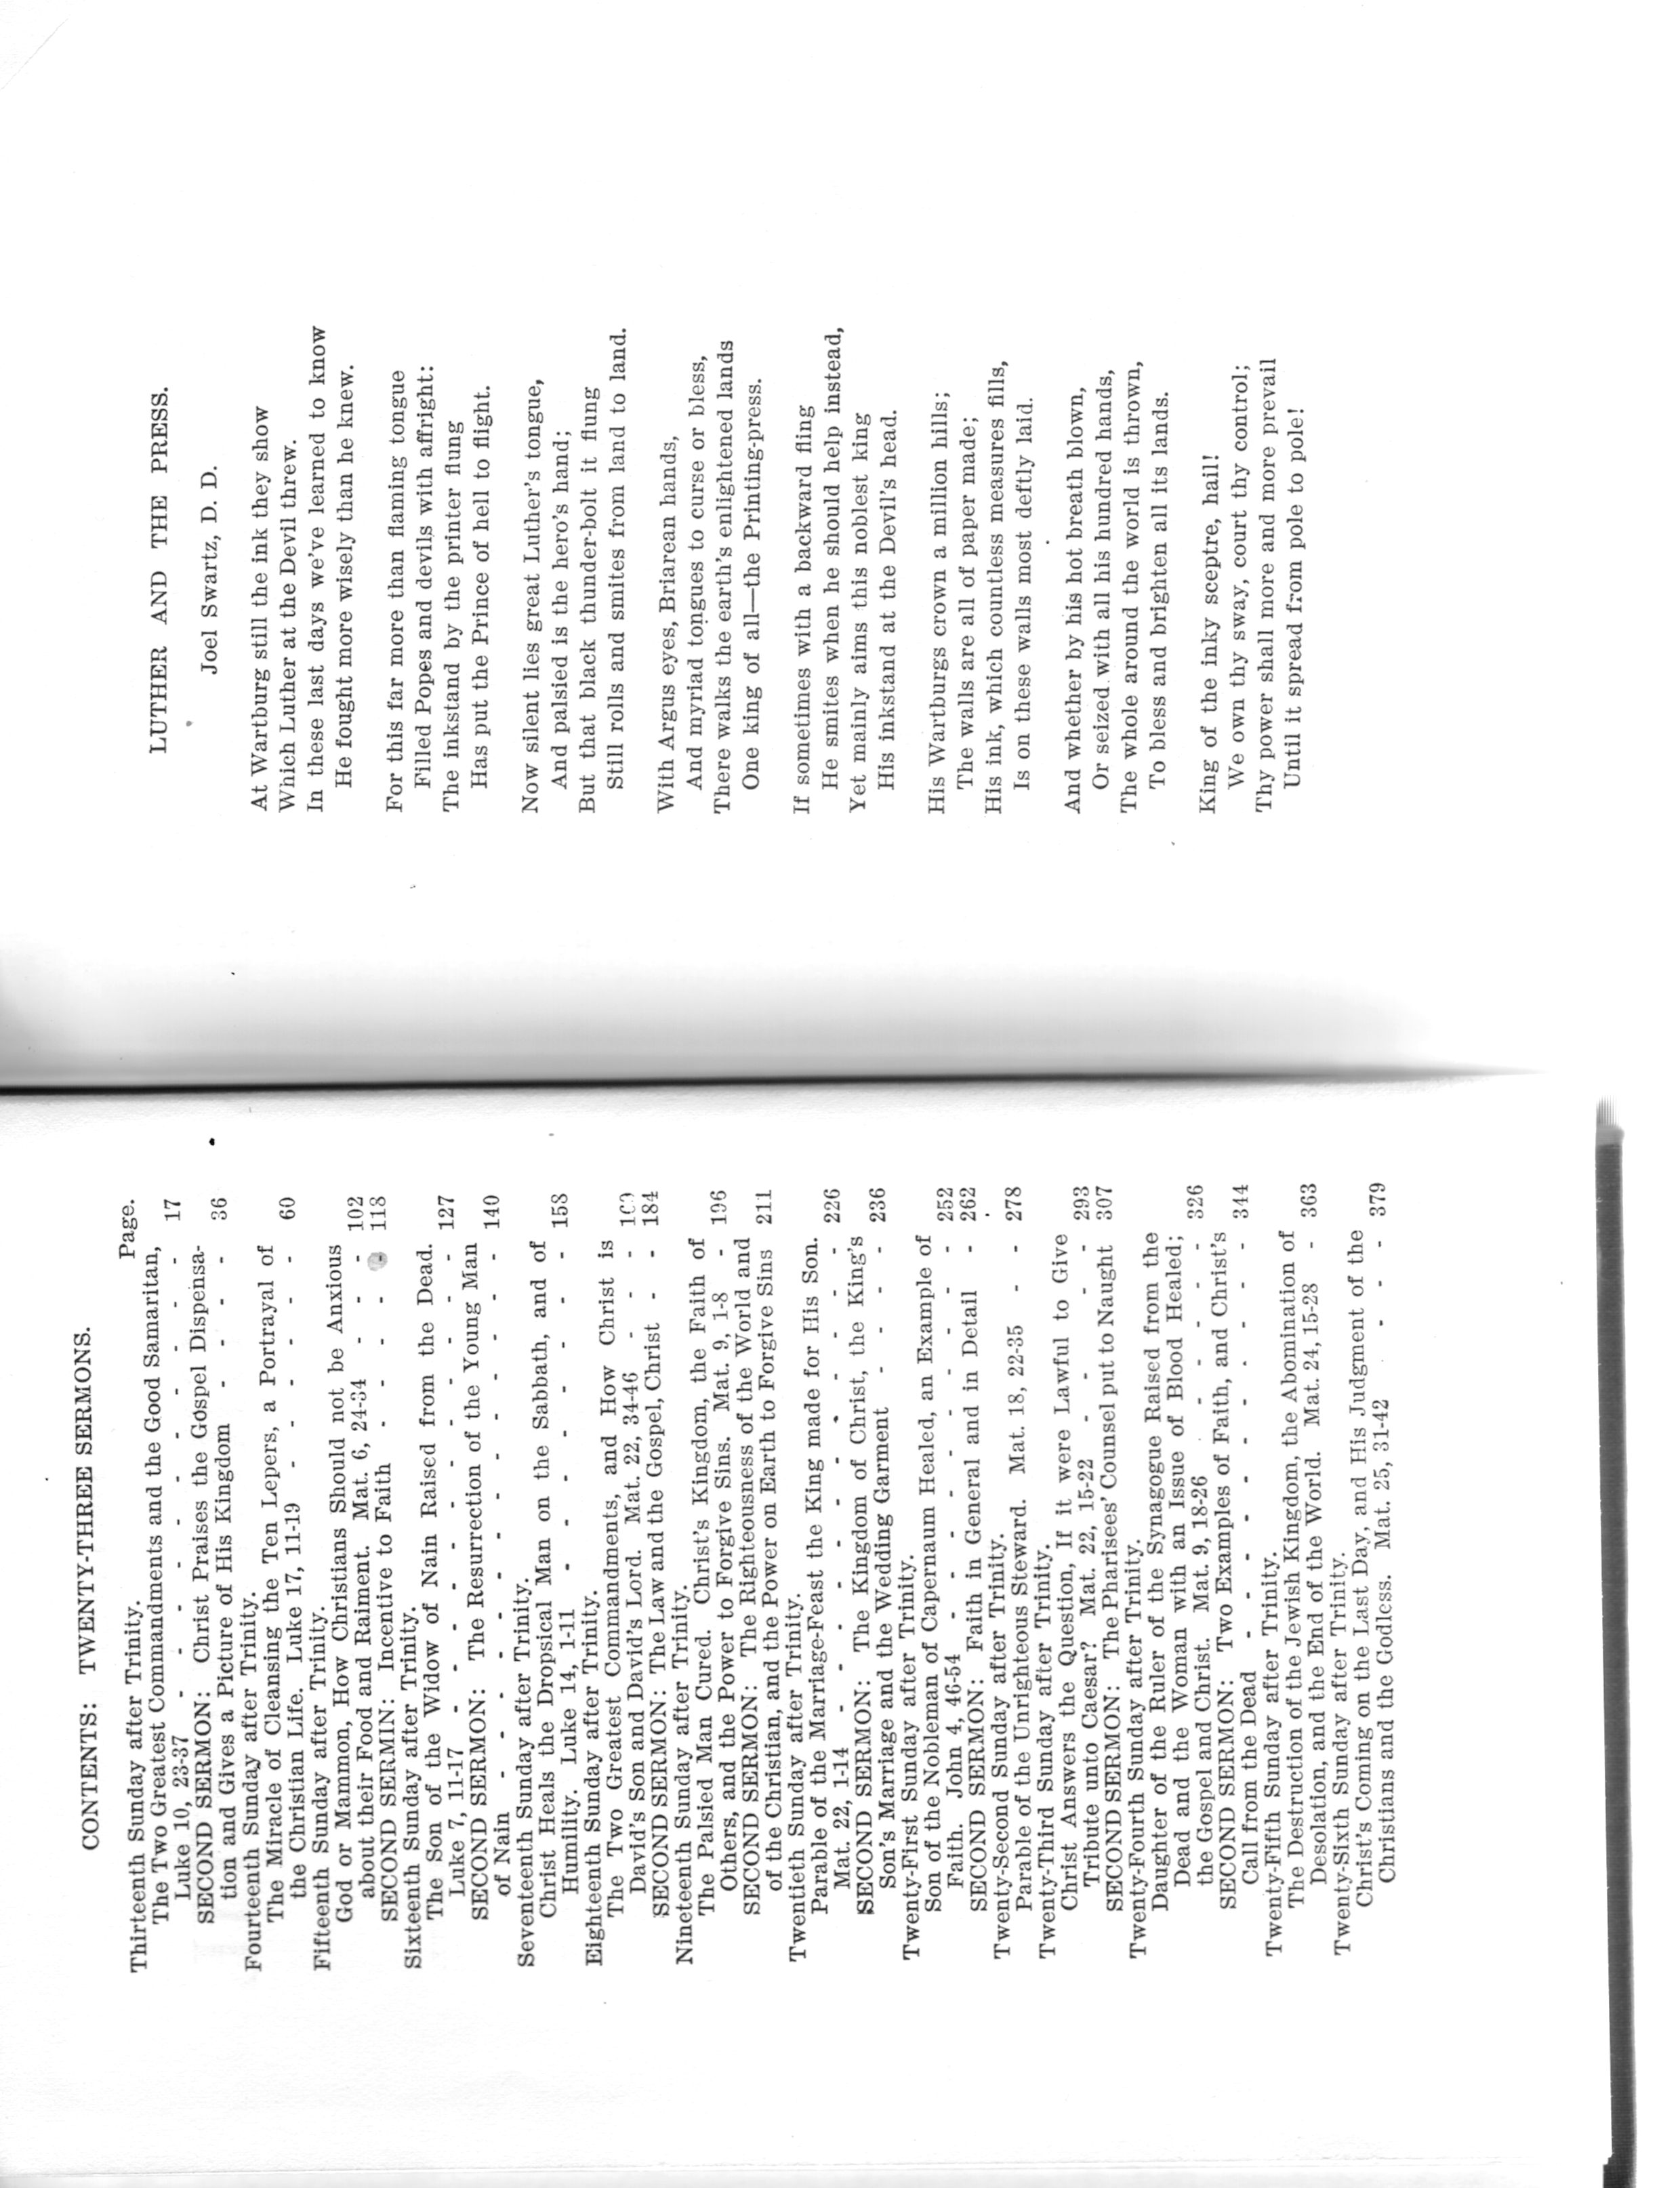 CONTENTS: TWENTY-THREE SERMONS.
Page.
Thirteenth Sunday after Trinity.
The Two Greatest Commandments and the Good Samaritan,
Luke 10, 23-37 - - - - - - - - - 17
SECOND SERMON: Christ Praises the Gospel Dispensa-
tion and Gives a Picture of His Kingdom - - - - 36
Fourteenth Sunday after Trinity.
The Miracle of Cleansing the Ten Lepers, a Portrayal of
the Christian Life. Luke 17, 11-19 - - - - - - 60
Fifteenth Sunday after Trinity.
God or Mammon, How Christians Should not be Anxious
about their Food and Raiment. Mat. 6, 24-34 - - - - 102
SECOND SERMIN: Incentive to Faith - - - - - 118
Sixteenth Sunday after Trinity.
The Son of the Widow of Nain Raised from the Dead.
Luke 7, 11-17 - - - - - - - - - - 127
SECOND SERMON: The Resurrection of the Young Man
of Nain - - - - - - - - - - - 140
Seventeenth Sunday after Trinity.
Christ Heals the Dropsical Man on the Sabbath, and of
Humility. Luke 14, 1-11 - - - - - - - - 153
Eighteenth Sunday after Trinity.
The Two Greatest Commandments, and How Christ is
David's Son and David's Lord. Mat. 22, 34-46 - - -
SECOND SERMON: The Law and the Gospel, Christ - - 184
Nineteenth Sunday after Trinity.
The Palsied Man Cured. Christ's Kingdom, the Faith of
Others, and the Power to Forgive Sins. Mat. 9, 1-8 - 196
SECOND SERMON: The Righteousness of the World and
of the Christian, and the Power on Earth to Forgive Sins 211
Twentieth Sunday after Trinity.
Parable of the Marriage-Feast the King made for His Son.
Mat. 22, 1-14 - - - - - - - - - - 226
SECOND SERMON: The Kingdom of Christ, the King's
Son's Marriage and the Wedding Garment - - - - 236
Twenty-First Sunday after Trinity.
Son of the Nobleman of Capernaum Healed, an Example of
Faith. John 4, 46-54 - - - - - - - - - 252
SECOND SERMON: Faith in General and in Detail - - 262
Twenty-Second Sunday after Trinity.
Parable of the Unrighteous Steward. Mat. 18, 22-35 - - 278
Twenty-Third Sunday after Trinity.
Christ Answers the Question, If it were Lawful to Give
Tribute unto Caesar? Mat. 22, 15-22 - - - - - 293
SECOND SERMON: The Pharisees' Counsel put to Naught 307
Twenty-Fourth Sunday after Trinity.
Daughter of the Ruler of the Synagogue Raised from the
Dead and the Woman with an Issue of Blood Healed;
the Gospel and Christ. Mat. 9, 18-26 - - - - - - 326
SECOND SERMON: Two Examples of Faith, and Christ's
Call from the Dead - - - - - - - - - 344
Twenty-Fifth Sunday after Trinity.
The Destruction of the Jewish Kingdom, the Abomination of
Desolation, and the End of the World. Mat. 24, 15-28 - 363
Twenty-Sixth Sunday after Trinity.
Christ's Coming on the Last Day, and His Judgment of the
Christians and the Godless. Mat. 25, 31-42 - - - - 379
LUTHER AND THE PRESS.
Joel Swartz, D. D.
At Wartburg still the ink they show
Which Luther at the Devil threw.
In these last days we've learned to know
He fought more wisely than he knew.
For this far more than flaming tongue
Filled Popes and devils with affright:
The inkstand by the printer flung
Has put the Prince of hell to flight.
Now silent lies great Luther's tongue,
And palsied is the hero's hand;
But that black thunder-bolt it flung
Still rolls and smites from land to land.
With Argus eyes, Briarean hands,
And myriad tongues to curse or bless,
There walks the earth's enlightened lands
One king of all—the Printing-press.
If sometimes with a backward fling
He smites when he should help instead,
Yet mainly aims this noblest king
His inkstand at the Devil's head.
His Wartburgs crown a million hills;
The walls are all of paper made;
His ink, which countless measures fills,
Is on these walls most deftly laid.
And whether by his hot breath blown,
Or seized with all his hundred hands,
The whole around the world is thrown,
To bless and brighten all its lands.
King of the inky sceptre, hail!
We own thy sway, court thy control;
Thy power shall more and more prevail
Until it spread from pole to pole!